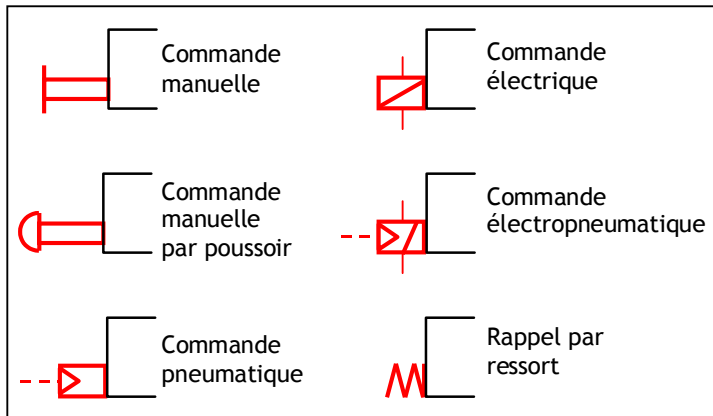 Commande
manuelle
Commande
électrique
Commande
manuelle
par poussoir
Commande
électropneumatique
Commande
pneumatique
Rappel par
ressort